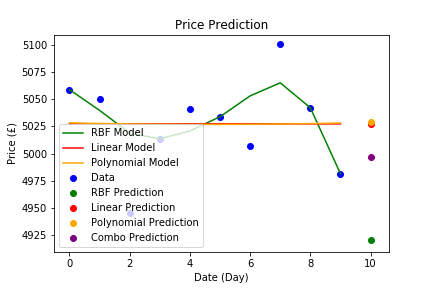 Price Prediction
5100
5075
5050
5025
5000
4975
4950
4925
Price (£)
RBF Model
Linear Model
Polynomial Model
Data
RBF Prediction
Linear Prediction
Polynomial Prediction
Combo Prediction
0 2 4 6 8 10
Date (Day)